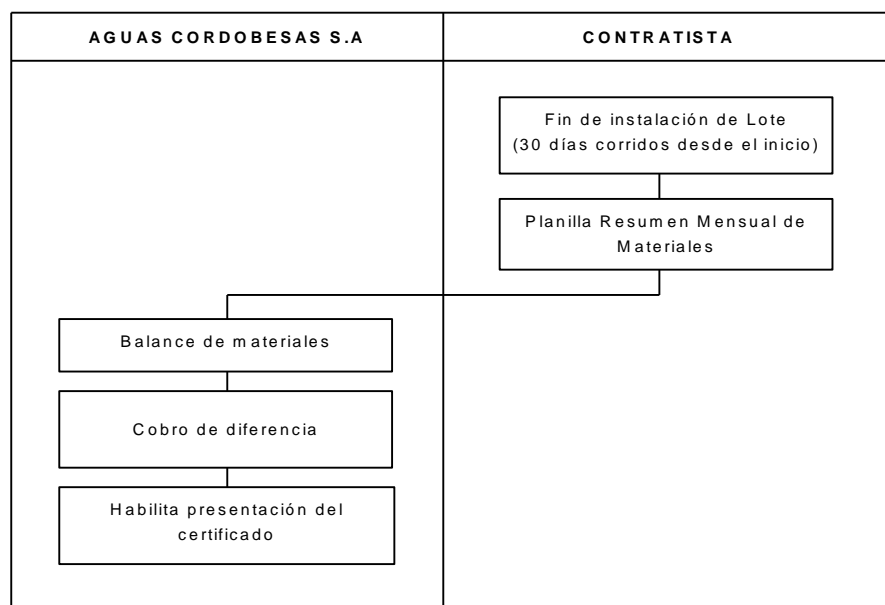 AGUAS CORDOBESAS S.A
CONTRATISTA
Fin de instalación de Lote
(30 días corridos desde el inicio)
Planilla Resumen Mensual de
Materiales
Balance de materiales
Cobro de diferencia
Habilita presentación del
certificado